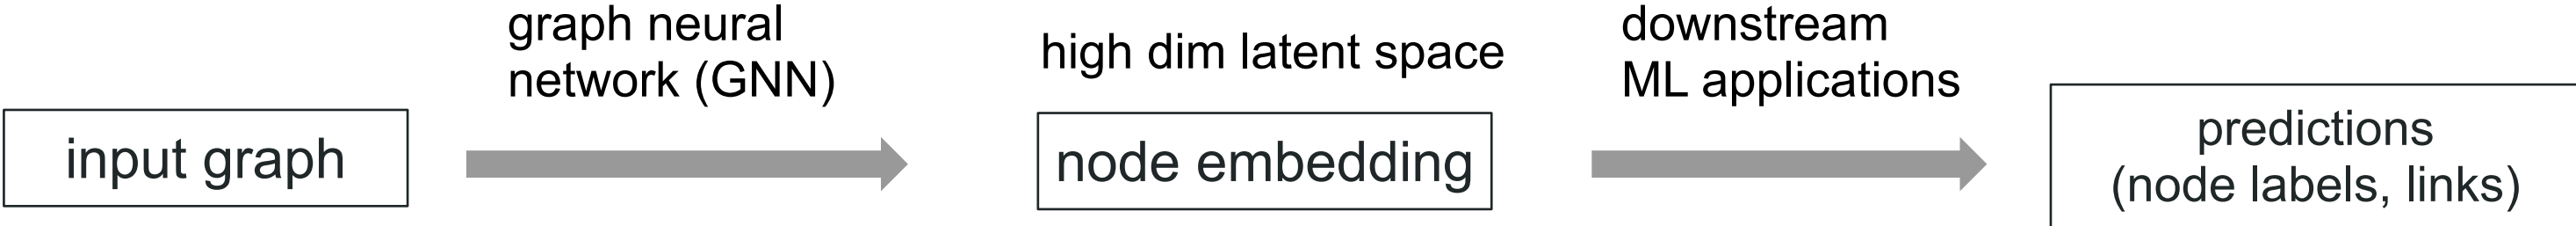 input graph
graph neural
network (GNN)
high dim latent space
node embedding
downstream
ML applications
predictions
(node labels, links)